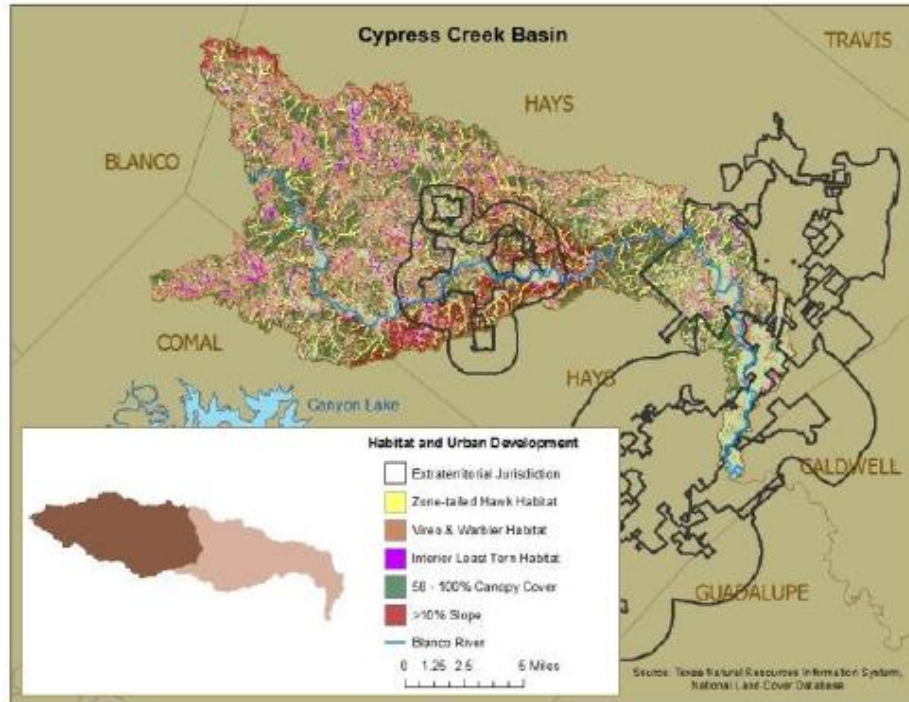 Cypress Creek Basin
TRAVIS
HAYS
BLANCO
COMAL
HAYS
Canyon Lake
CALDWELL
GUADALUPE
Habitat and Urban Development
Extraterritorial Jurisdiction
Zone-tailed Hawk Habitat
Vireo & Warbler Habitat
Interior Least Tern Habitat
58 - 100% Canopy Cover
>10% Slope
Blanco River
0 1.25 2.5 5 Miles
Source: Texas Natural Resources Information System,
National Land Cover Database